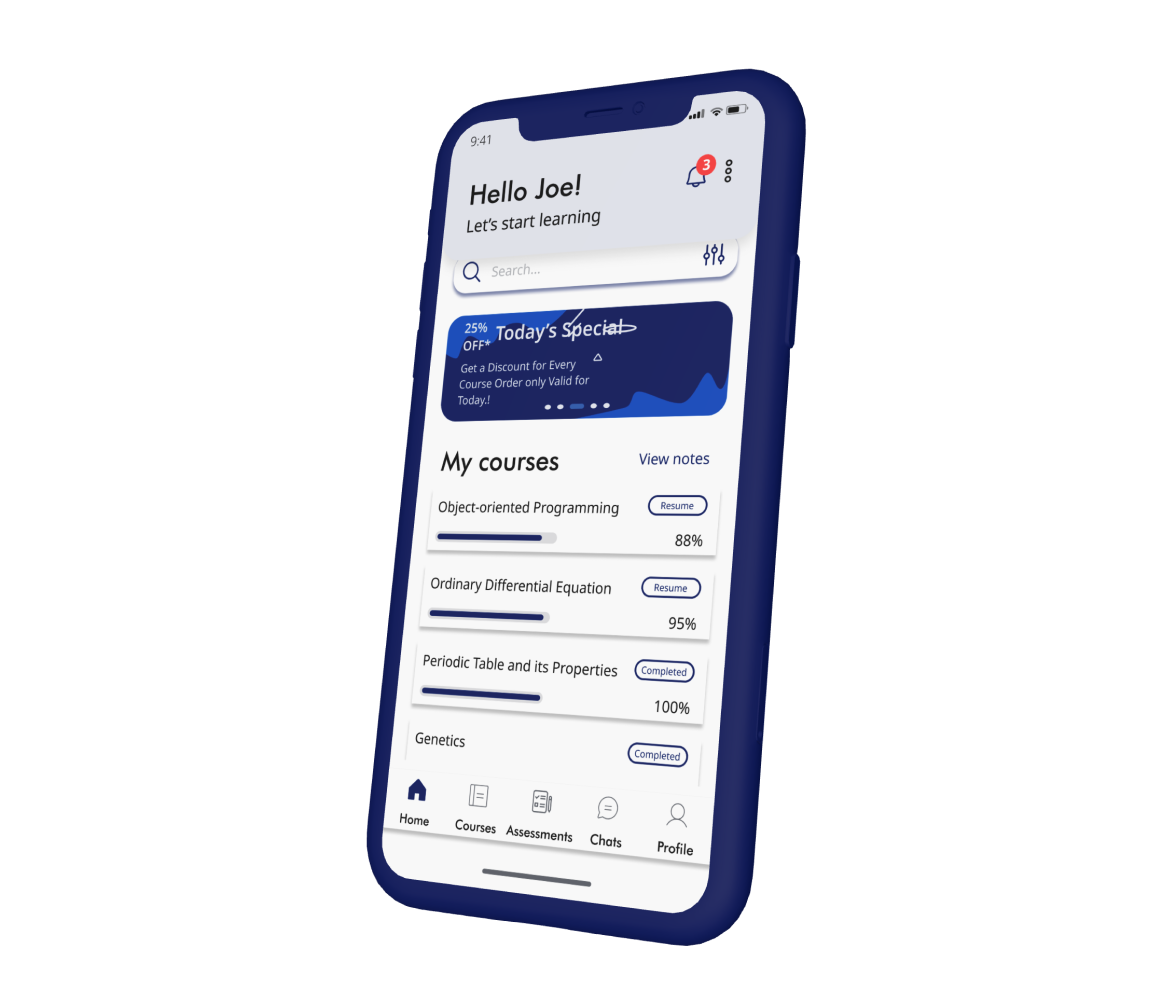 9:41
3
Hello Joe!
Let's start learning
Search...
25%
OFF*
Today's Special
Get a Discount for Every
Course Order only Valid for
Today.!
My courses
View notes
Object-oriented Programming
Resume
88%
Ordinary Differential Equation
Resume
95%
Periodic Table and its Properties
Completed
100%
Genetics
Completed
Home
Courses
Assessments
Chats
Profile